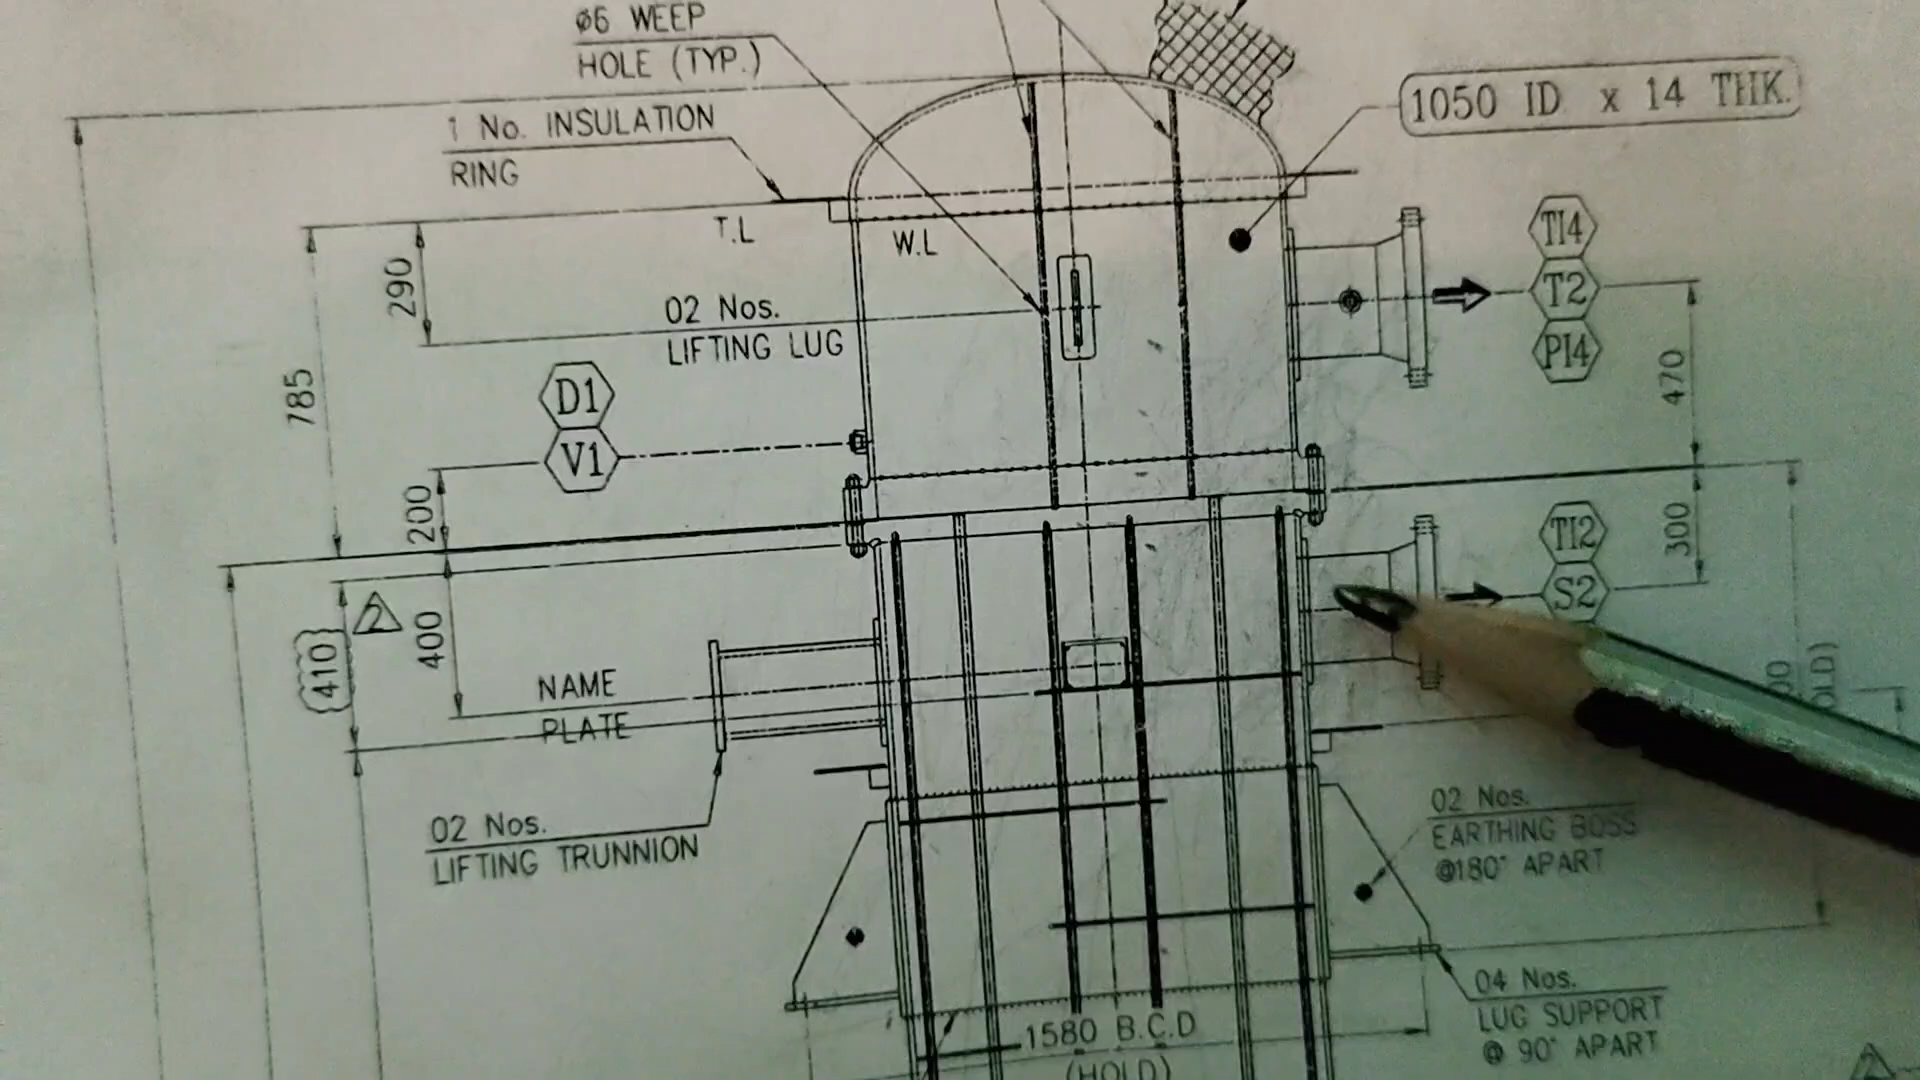 ø6 WEEP
HOLE (TYP.)
1 No. INSULATION
RING
1050 ID x 14 THK.
T.L
W.L
290
785
02 Nos.
LIFTING LUG
TI4
T2
PI4
470
D1
V1
200
300
TI2
S2
410
2
400
NAME
PLATE
02 Nos.
LIFTING TRUNNION
02 Nos.
EARTHING BOSS
@180° APART
04 Nos.
LUG SUPPORT
@ 90° APART
1580 B.C.D
(HOLD)
2